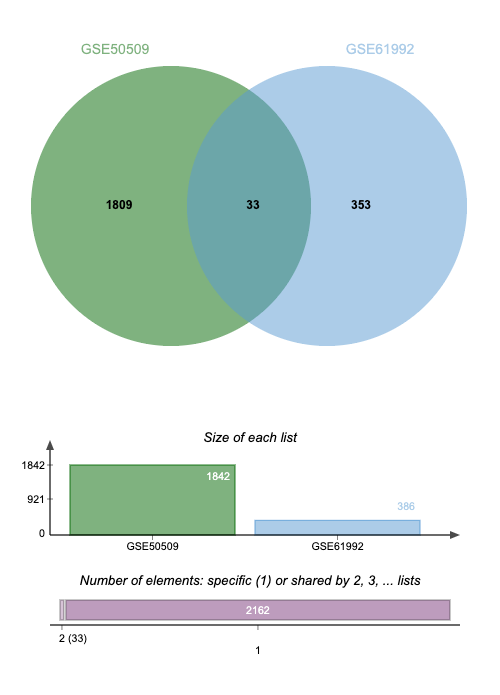 GSE50509 GSE61992
1809 33 353
Size of each list
1842
921
0
1842
386
GSE50509 GSE61992
Number of elements: specific (1) or shared by 2, 3, ... lists
2162
2 (33)
1